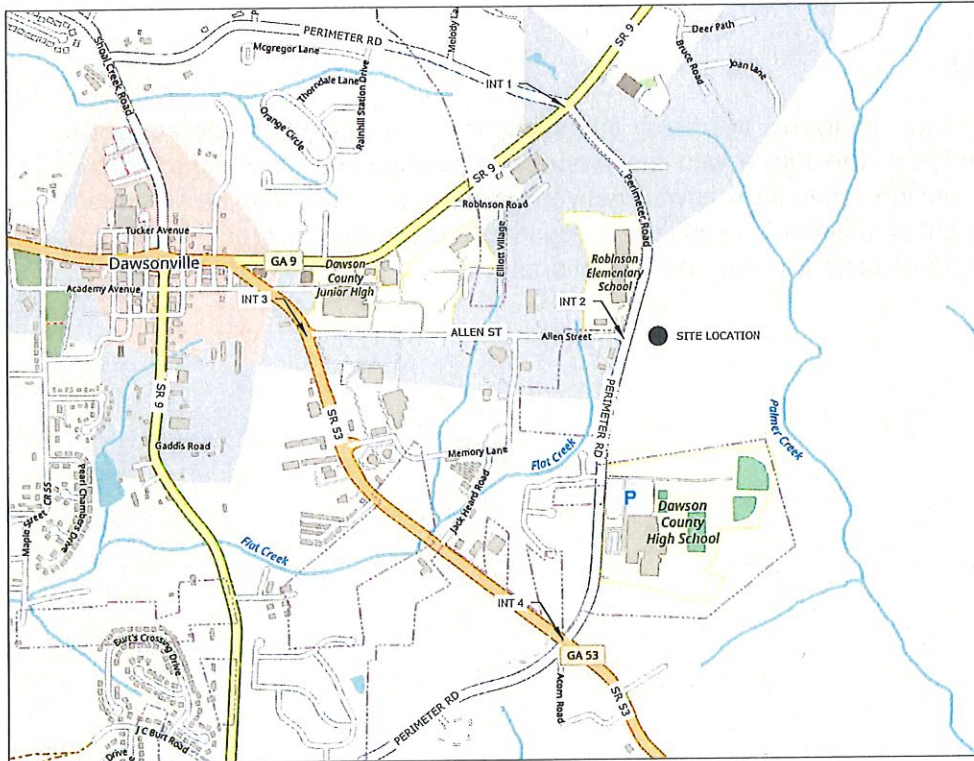 PERIMETER RD
Melody La
Deer Path
SR 9
Shoal Creek Road
Mcgregor Lane
Bruce Road
Joan Lane
Thorndale Lane
Rainhill Station Drive
INT 1
Orange Circle
SR 9
Robinson Road
Perimeter Road
Tucker Avenue
Elliott Village
Robinson
Elementary
School
Dawsonville
GA 9
Dawson
County
Junior High
Academy Avenue
INT 3
INT 2
ALLEN ST
Allen Street
SITE LOCATION
SR 9
PERIMETER RD
Palmer Creek
SR 53
Gaddis Road
Memory Lane
Flat Creek
Pearl Chambers Drive
CR 55
Maple Street
Jack Heard Road
P
Dawson
County
High School
Flat Creek
INT 4
Burt's Crossing Drive
GA 53
Acorn Road
SR 53
PERIMETER RD
J C Burt Road
Drive